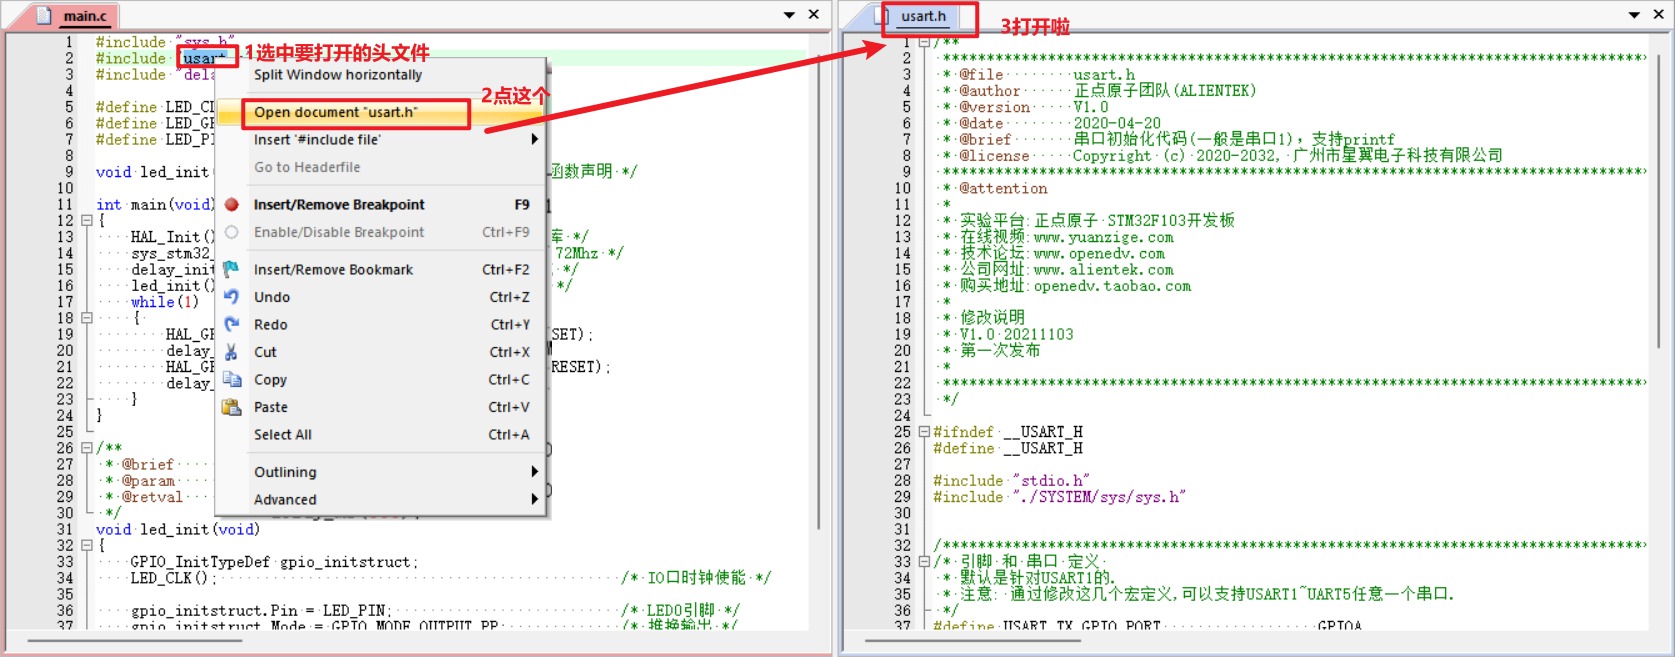 main.c
1 #include "sys.h"
2 #include "usart
3 #include "dela
4
5 #define LED_CL
6 #define LED_GP
7 #define LED_PI
8
9 void led_init( 函数声明 */
10
11 int main(void)
12 {
13 HAL_Init() 库 */
14 sys_stm32_ 72Mhz */
15 delay_init */
16 led_init() */
17 while(1)
18 {
19 HAL_GP SET);
20 delay_
21 HAL_GP RESET);
22 delay_
23 }
24 }
25
26 /**
27 * @brief
28 * @param
29 * @retval
30 */
31 void led_init(void)
32 {
33 GPIO_InitTypeDef gpio_initstruct;
34 LED_CLK(); /* IO口时钟使能 */
35
36 gpio_initstruct.Pin = LED_PIN; /* LED0引脚 */
37 gpio_initstruct.Mode = GPIO_MODE_OUTPUT_PP; /* 推挽输出 */
1选中要打开的头文件
Split Window horizontally
Open document "usart.h"
2点这个
Insert '#include file'
Go to Headerfile
Insert/Remove Breakpoint F9
Enable/Disable Breakpoint Ctrl+F9
Insert/Remove Bookmark Ctrl+F2
Undo Ctrl+Z
Redo Ctrl+Y
Cut Ctrl+X
Copy Ctrl+C
Paste Ctrl+V
Select All Ctrl+A
Outlining
Advanced
usart.h
3打开啦
1 /**
2 ****************************************************************************************************
3 * @file usart.h
4 * @author 正点原子团队(ALIENTEK)
5 * @version V1.0
6 * @date 2020-04-20
7 * @brief 串口初始化代码(一般是串口1)，支持printf
8 * @license Copyright (c) 2020-2032, 广州市星翼电子科技有限公司
9 ****************************************************************************************************
10 * @attention
11 *
12 * 实验平台:正点原子 STM32F103开发板
13 * 在线视频:www.yuanzige.com
14 * 技术论坛:www.openedv.com
15 * 公司网址:www.alientek.com
16 * 购买地址:openedv.taobao.com
17 *
18 * 修改说明
19 * V1.0 20211103
20 * 第一次发布
21 *
22 ****************************************************************************************************
23 */
24
25 #ifndef __USART_H
26 #define __USART_H
27
28 #include "stdio.h"
29 #include "./SYSTEM/sys/sys.h"
30
31
32 /****************************************************************************************************
33 /* 引脚 和 串口 定义
34 * 默认是针对USART1的.
35 * 注意: 通过修改这几个宏定义,可以支持USART1~UART5任意一个串口.
36 */
37 #define USART_TX_GPIO_PORT GPIOA